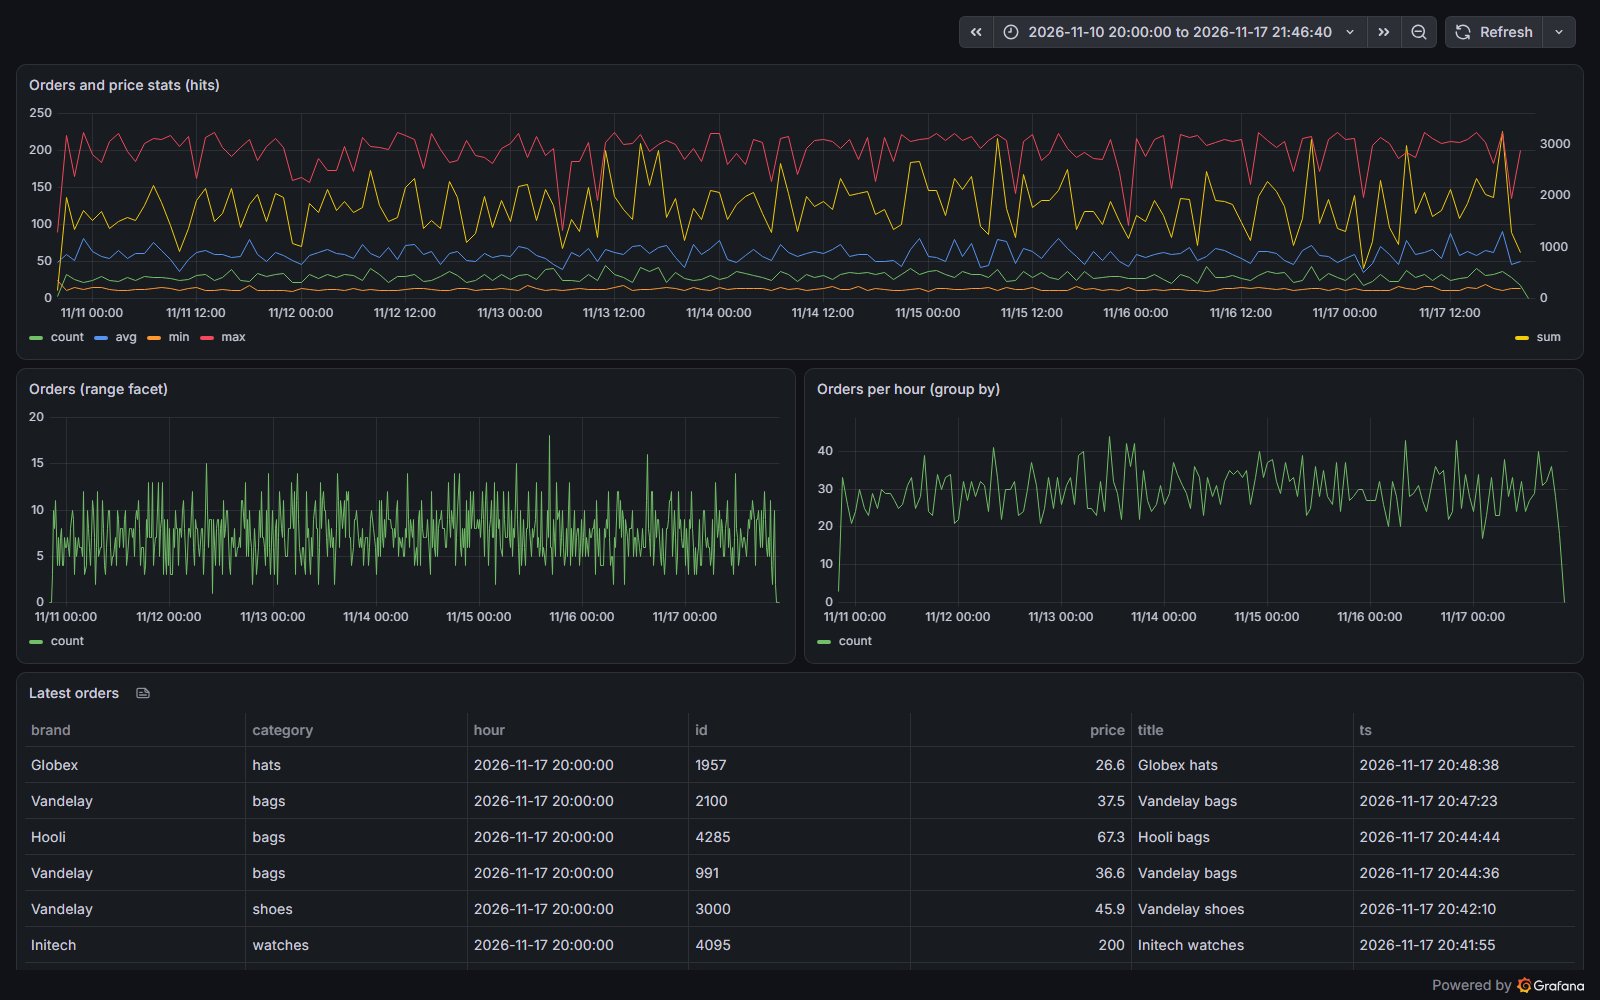 2026-11-10 20:00:00 to 2026-11-17 21:46:40
Refresh
Orders and price stats (hits)
250
200
150
100
50
0
3000
2000
1000
0
11/11 00:00 11/11 12:00 11/12 00:00 11/12 12:00 11/13 00:00 11/13 12:00 11/14 00:00 11/14 12:00 11/15 00:00 11/15 12:00 11/16 00:00 11/16 12:00 11/17 00:00 11/17 12:00
count avg min max sum
Orders (range facet)
20
15
10
5
0
11/11 00:00 11/12 00:00 11/13 00:00 11/14 00:00 11/15 00:00 11/16 00:00 11/17 00:00
count
Orders per hour (group by)
40
30
20
10
0
11/11 00:00 11/12 00:00 11/13 00:00 11/14 00:00 11/15 00:00 11/16 00:00 11/17 00:00
count
Latest orders
brand category hour id price title ts
Globex hats 2026-11-17 20:00:00 1957 26.6 Globex hats 2026-11-17 20:48:38
Vandelay bags 2026-11-17 20:00:00 2100 37.5 Vandelay bags 2026-11-17 20:47:23
Hooli bags 2026-11-17 20:00:00 4285 67.3 Hooli bags 2026-11-17 20:44:44
Vandelay bags 2026-11-17 20:00:00 991 36.6 Vandelay bags 2026-11-17 20:44:36
Vandelay shoes 2026-11-17 20:00:00 3000 45.9 Vandelay shoes 2026-11-17 20:42:10
Initech watches 2026-11-17 20:00:00 4095 200 Initech watches 2026-11-17 20:41:55
Powered by Grafana